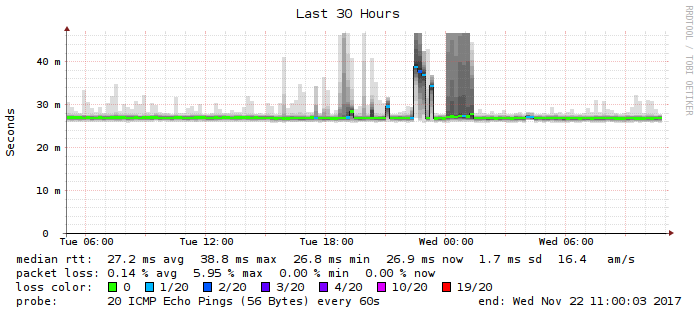 Last 30 Hours
RRDTOOL / TOBI OETIKER
Seconds
40 m
30 m
20 m
10 m
0
Tue 06:00 Tue 12:00 Tue 18:00 Wed 00:00 Wed 06:00
median rtt: 27.2 ms avg 38.8 ms max 26.8 ms min 26.9 ms now 1.7 ms sd 16.4 am/s
packet loss: 0.14 % avg 5.95 % max 0.00 % min 0.00 % now
loss color: 0 1/20 2/20 3/20 4/20 10/20 19/20
probe: 20 ICMP Echo Pings (56 Bytes) every 60s end: Wed Nov 22 11:00:03 2017